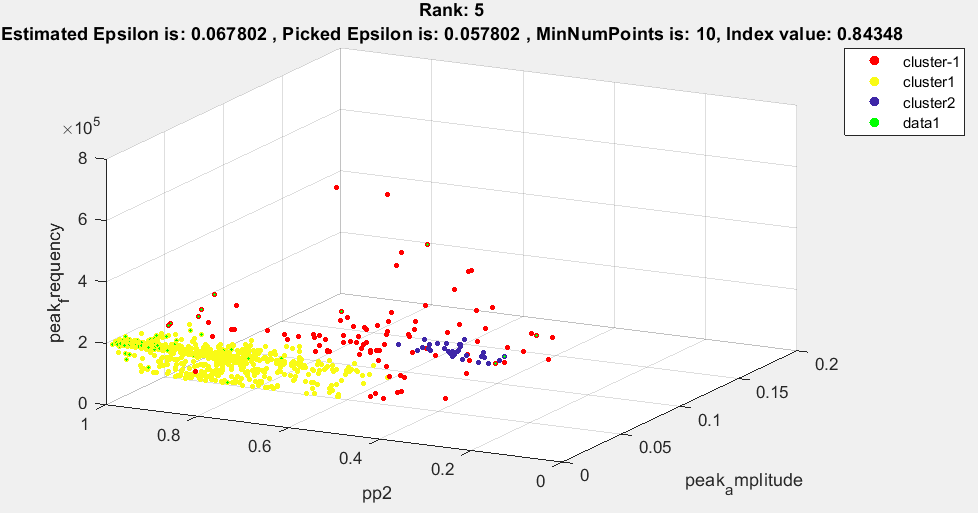 Rank: 5
Estimated Epsilon is: 0.067802 , Picked Epsilon is: 0.057802 , MinNumPoints is: 10, Index value: 0.84348
cluster-1
cluster1
cluster2
data1
×10^5
8
6
4
2
0
peak_frequency
1
0.8
0.6
0.4
0.2
0
pp2
0
0.05
0.1
0.15
0.2
peak_amplitude